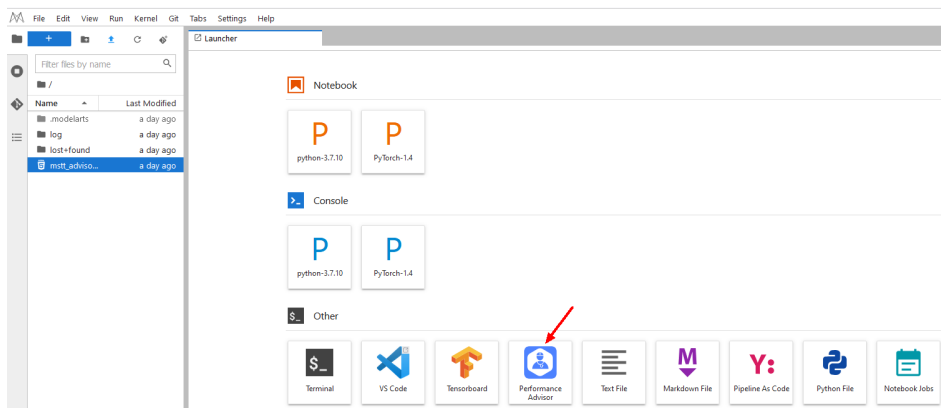 File Edit View Run Kernel Git Tabs Settings Help
+
Launcher
Filter files by name
/
Name Last Modified
.modelarts a day ago
log a day ago
lost+found a day ago
mstt_adviso... a day ago
Notebook
P P
python-3.7.10 PyTorch-1.4
>_ Console
P P
python-3.7.10 PyTorch-1.4
$_ Other
$_ M Y:
Terminal VS Code Tensorboard Performance Advisor Text File Markdown File Pipeline As Code Python File Notebook Jobs